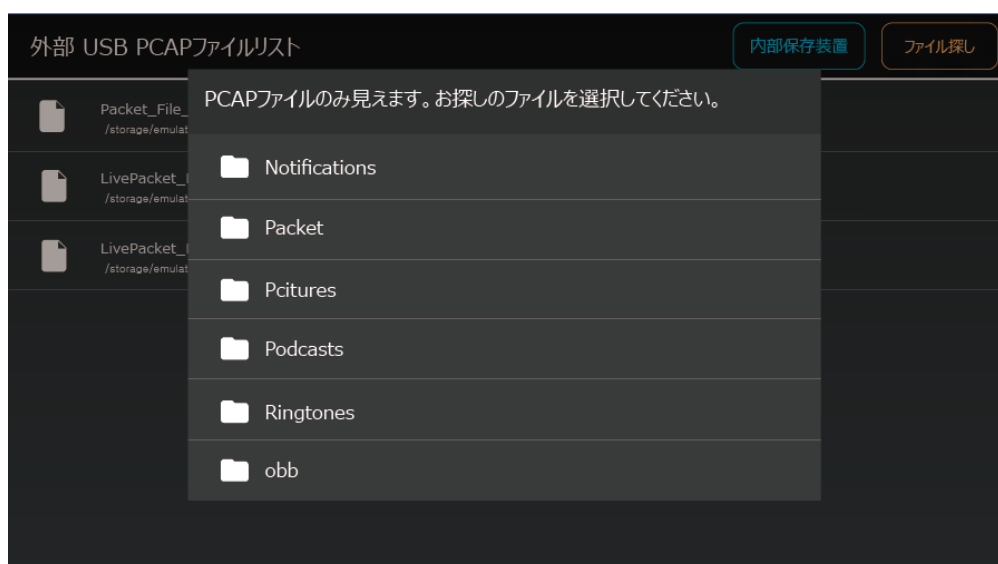 外部 USB PCAPファイルリスト
内部保存装置
ファイル探し
Packet_File_
/storage/emulat
LivePacket_
/storage/emulat
LivePacket_
/storage/emulat
PCAPファイルのみ見えます。お探しのファイルを選択してください。
Notifications
Packet
Pcitures
Podcasts
Ringtones
obb